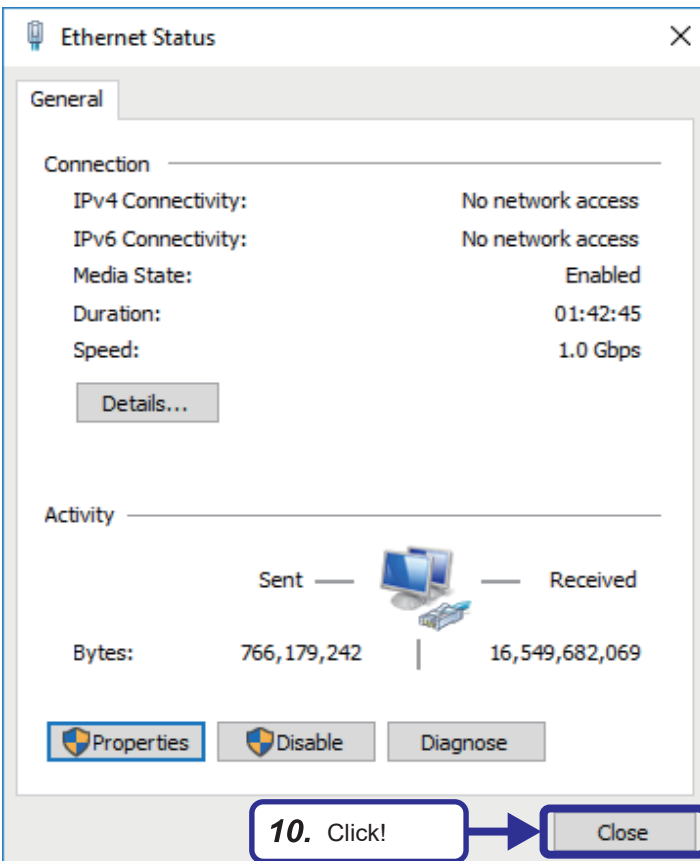 Ethernet Status
General
Connection
IPv4 Connectivity: No network access
IPv6 Connectivity: No network access
Media State: Enabled
Duration: 01:42:45
Speed: 1.0 Gbps
Details...
Activity
Sent Received
Bytes: 766,179,242 16,549,682,069
Properties Disable Diagnose
10. Click! Close